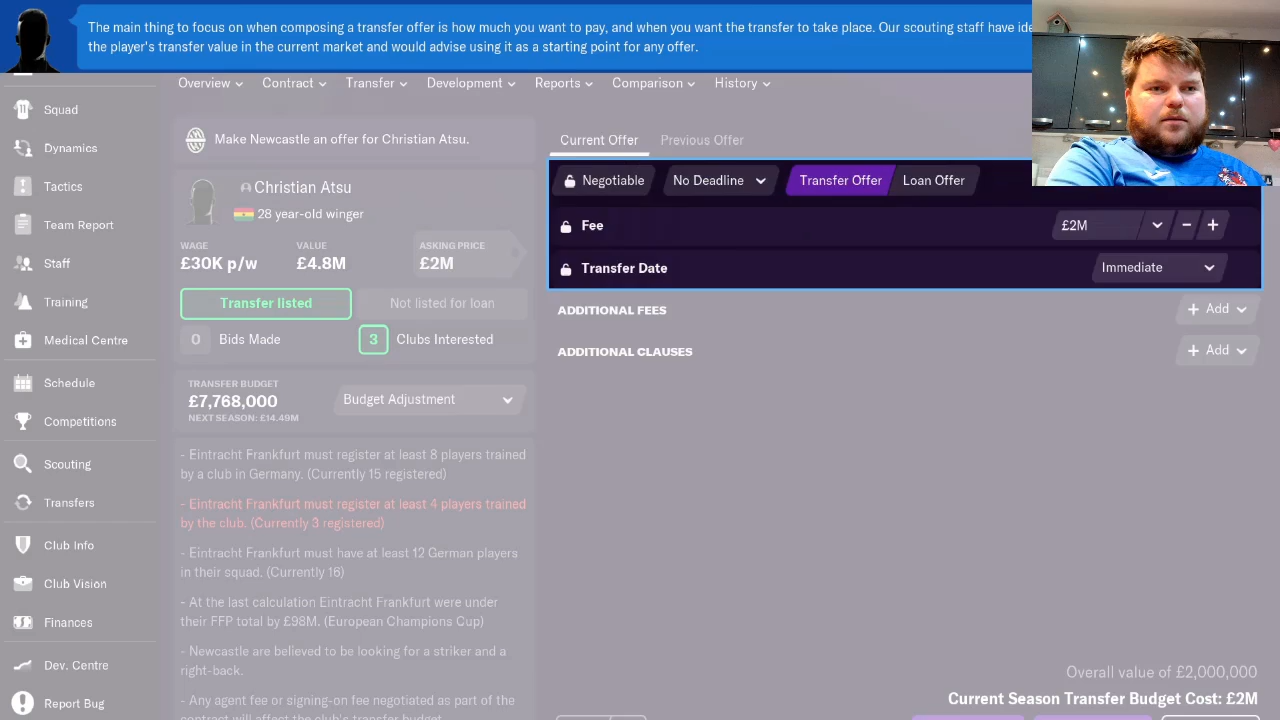 The main thing to focus on when composing a transfer offer is how much you want to pay, and when you want the transfer to take place. Our scouting staff have
the player's transfer value in the current market and would advise using it as a starting point for any offer.
Overview
Contract
Transfer
Development
Reports
Comparison
History
Squad
Dynamics
Tactics
Team Report
Staff
Training
Medical Centre
Schedule
Competitions
Scouting
Transfers
Club Info
Club Vision
Finances
Dev. Centre
Report Bug
Make Newcastle an offer for Christian Atsu.
Christian Atsu
28 year-old winger
WAGE VALUE ASKING PRICE
£30K p/w £4.8M £2M
Transfer listed Not listed for loan
0 Bids Made 3 Clubs Interested
TRANSFER BUDGET
£7,768,000
NEXT SEASON: £14.49M
Budget Adjustment
- Eintracht Frankfurt must register at least 8 players trained
by a club in Germany. (Currently 15 registered)
- Eintracht Frankfurt must register at least 4 players trained
by the club. (Currently 3 registered)
- Eintracht Frankfurt must have at least 12 German players
in their squad. (Currently 16)
- At the last calculation Eintracht Frankfurt were under
their FFP total by £98M. (European Champions Cup)
- Newcastle are believed to be looking for a striker and a
right-back.
- Any agent fee or signing-on fee negotiated as part of the
contract will affect the club's transfer budget
Current Offer Previous Offer
Negotiable No Deadline Transfer Offer Loan Offer
Fee £2M - +
Transfer Date Immediate
ADDITIONAL FEES + Add
ADDITIONAL CLAUSES + Add
Overall value of £2,000,000
Current Season Transfer Budget Cost: £2M